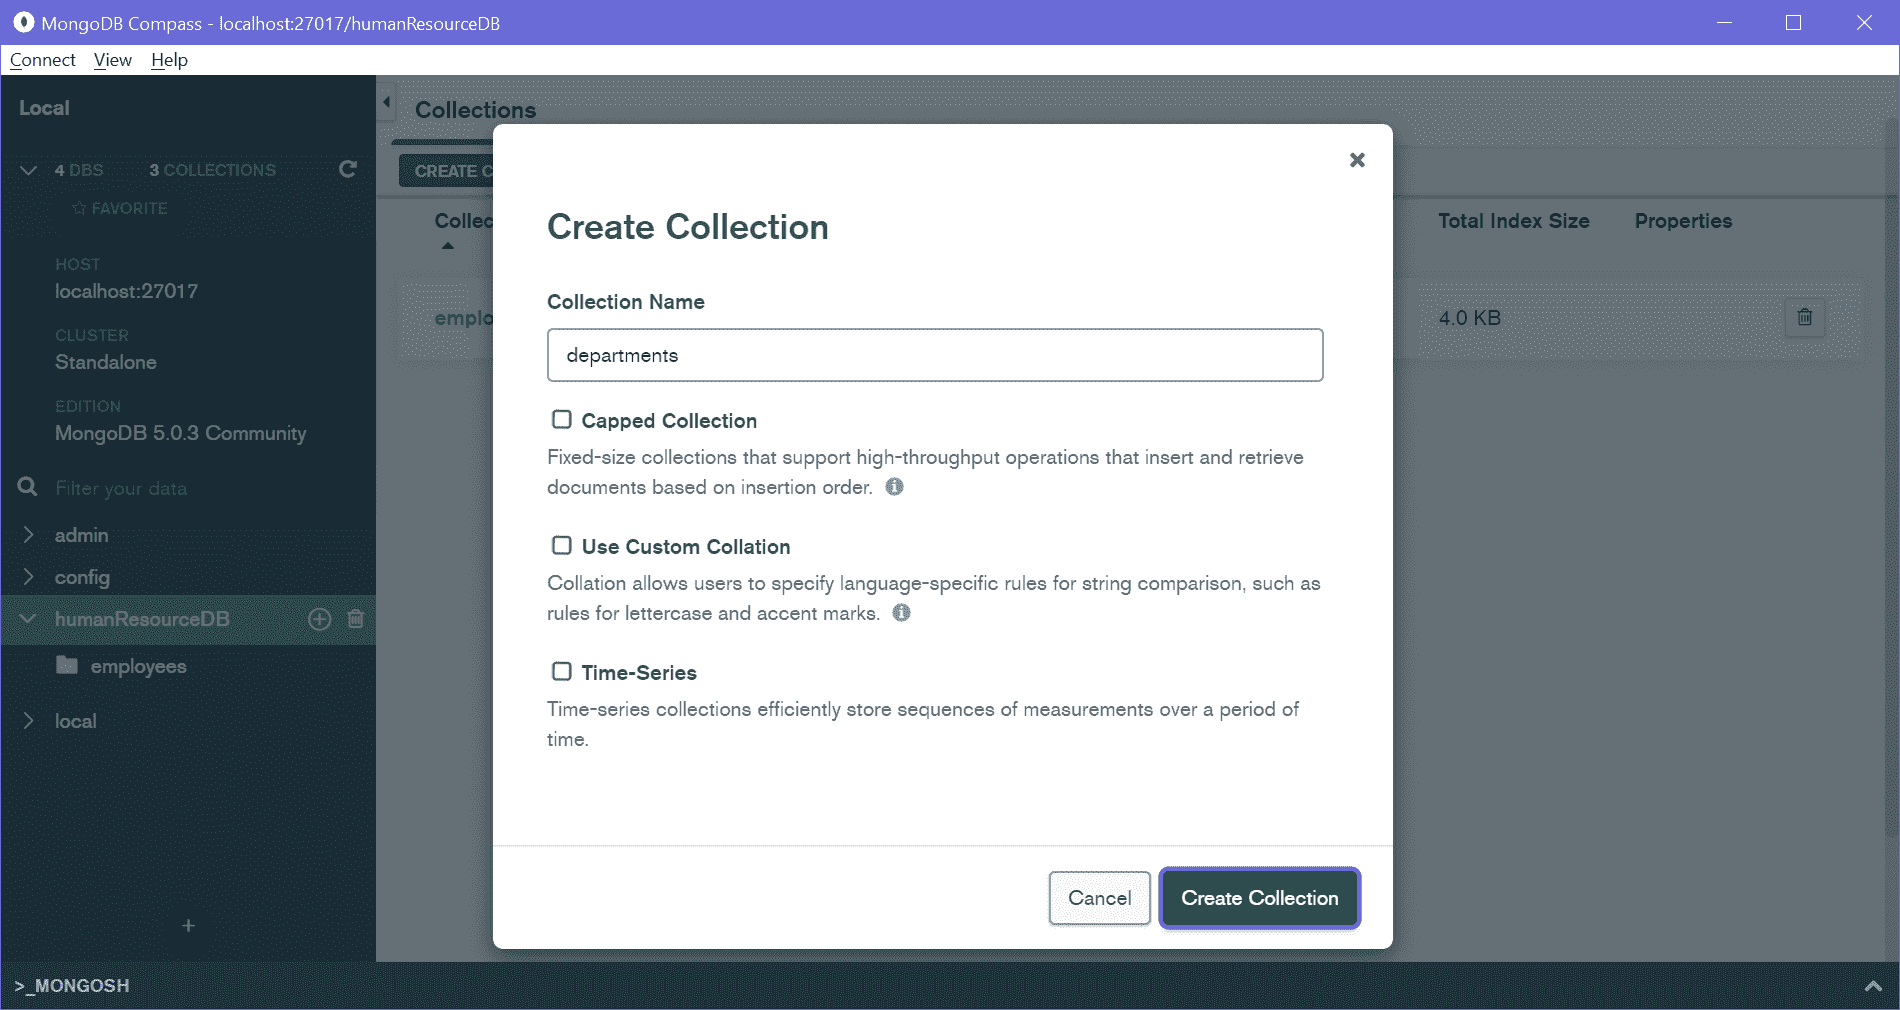 MongoDB Compass - localhost:27017/humanResourceDB
Connect View Help
Local
4 DBS 3 COLLECTIONS
☆ FAVORITE
HOST
localhost:27017
CLUSTER
Standalone
EDITION
MongoDB 5.0.3 Community
Filter your data
admin
config
humanResourceDB
employees
local
+
Collections
CREATE C
Collec
Total Index Size Properties
emplo
4.0 KB
Create Collection
Collection Name
departments
Capped Collection
Fixed-size collections that support high-throughput operations that insert and retrieve
documents based on insertion order.
Use Custom Collation
Collation allows users to specify language-specific rules for string comparison, such as
rules for lettercase and accent marks.
Time-Series
Time-series collections efficiently store sequences of measurements over a period of
time.
Cancel Create Collection
>_MONGOSH